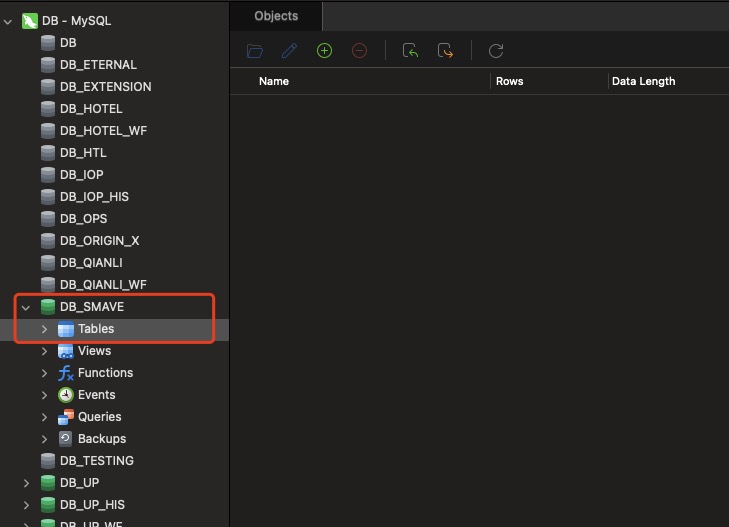 DB - MySQL
DB
DB_ETERNAL
DB_EXTENSION
DB_HOTEL
DB_HOTEL_WF
DB_HTL
DB_IOP
DB_IOP_HIS
DB_OPS
DB_ORIGIN_X
DB_QIANLI
DB_QIANLI_WF
DB_SMAVE
Tables
Views
Functions
Events
Queries
Backups
DB_TESTING
DB_UP
DB_UP_HIS
DB_UP_WF
Objects
Name Rows Data Length